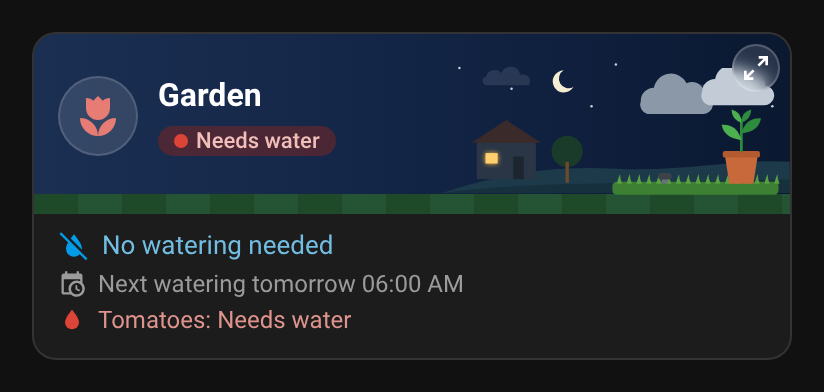 Garden
Needs water
No watering needed
Next watering tomorrow 06:00 AM
Tomatoes: Needs water